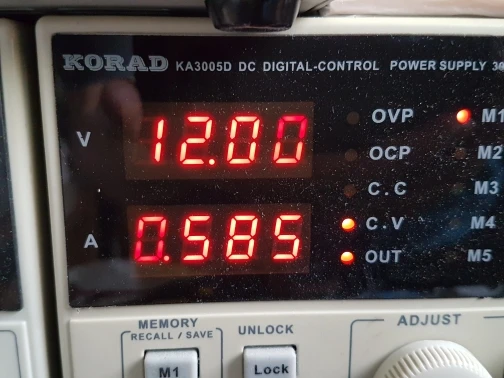 KORAD KA3005D DC DIGITAL-CONTROL POWER SUPPLY 30
V 12.00 OVP M1
OCP M2
C.C M3
A 0.585 C.V M4
OUT M5
MEMORY UNLOCK ADJUST
RECALL / SAVE
M1 Lock